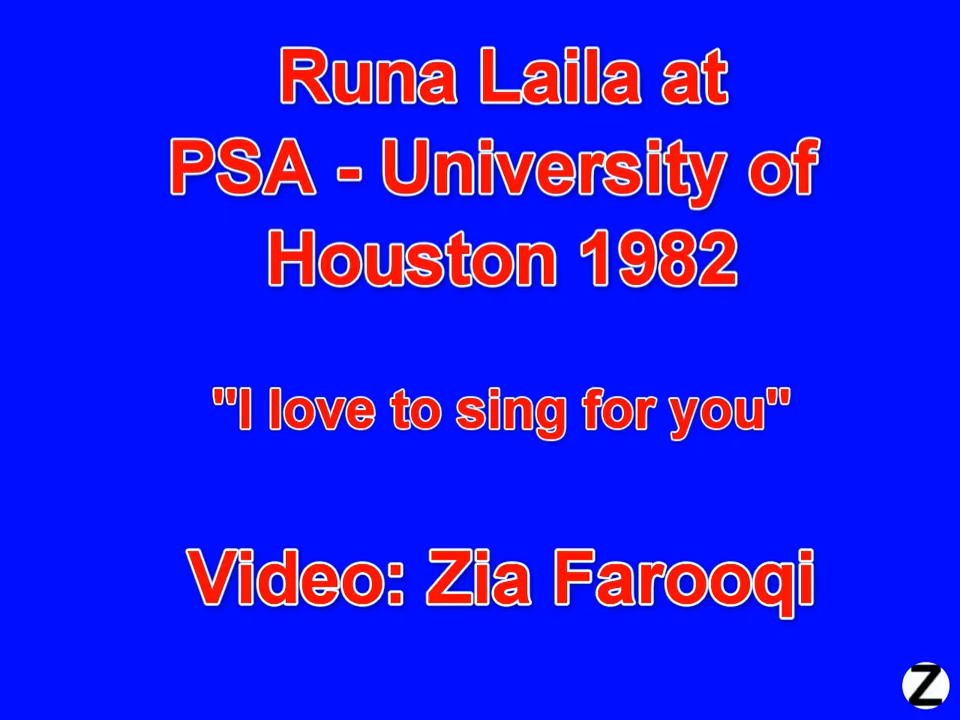 Runa Laila at
PSA - University of
Houston 1982
"I love to sing for you"
Video: Zia Farooqi
Z